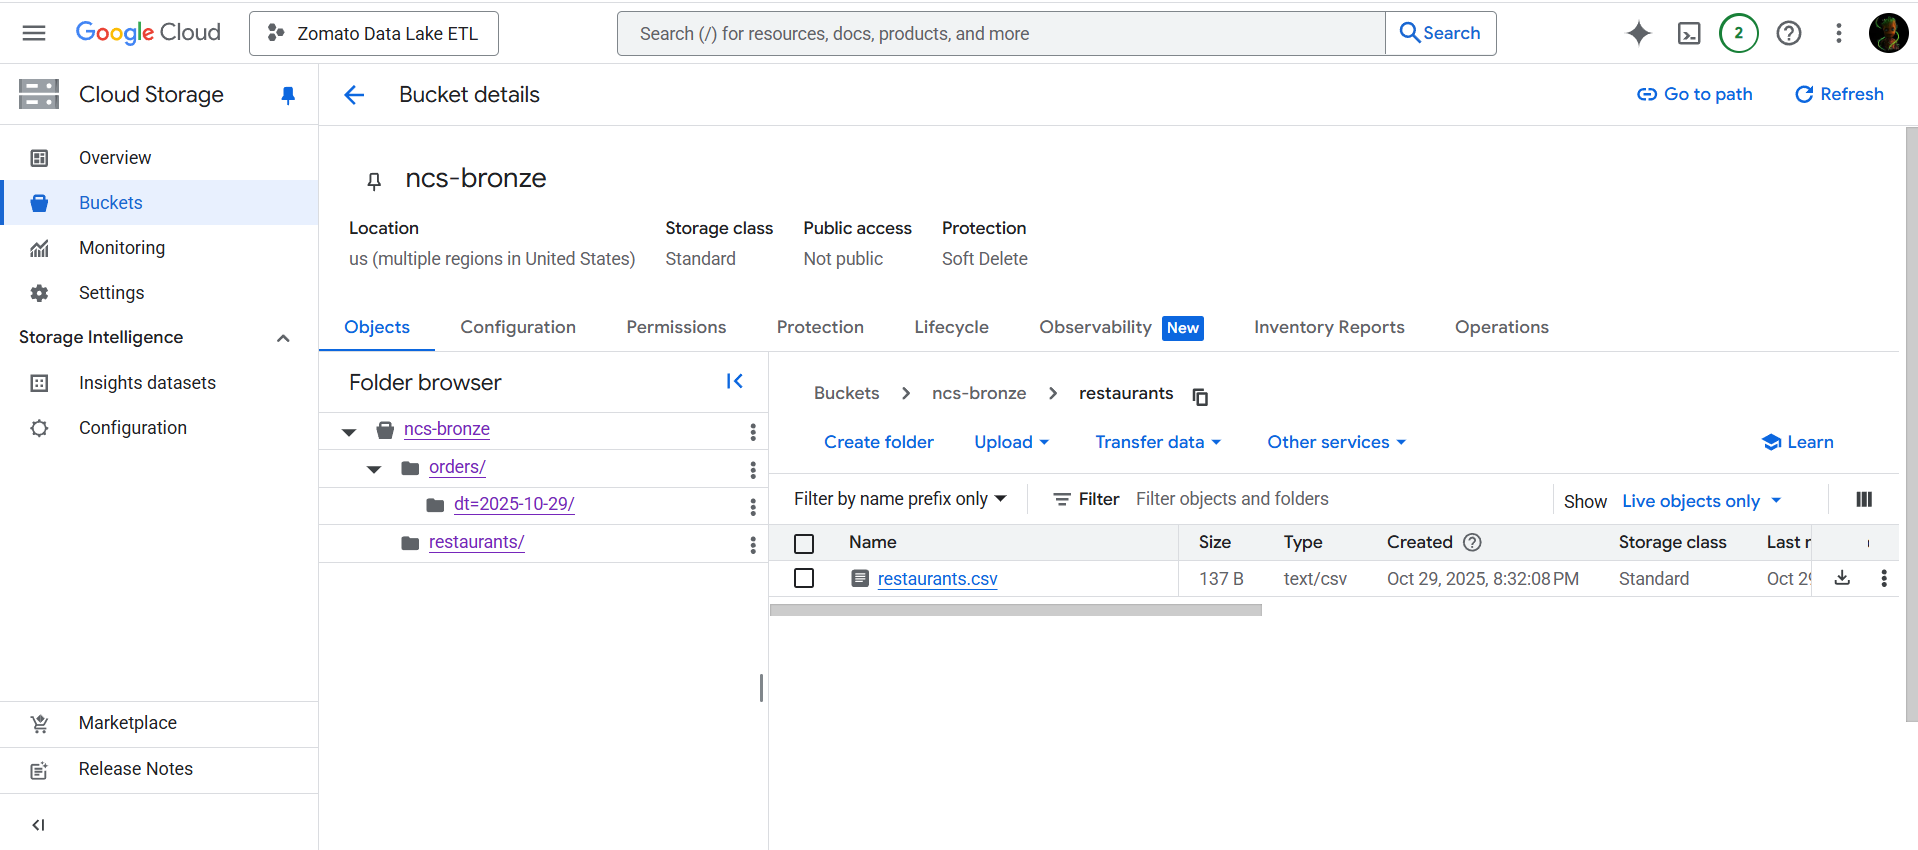 Google Cloud
Zomato Data Lake ETL
Search (/) for resources, docs, products, and more
Search
2
Cloud Storage
Bucket details
Go to path
Refresh
Overview
Buckets
Monitoring
Settings
Storage Intelligence
Insights datasets
Configuration
Marketplace
Release Notes
ncs-bronze
Location Storage class Public access Protection
us (multiple regions in United States) Standard Not public Soft Delete
Objects Configuration Permissions Protection Lifecycle Observability New Inventory Reports Operations
Folder browser
ncs-bronze
orders/
dt=2025-10-29/
restaurants/
Buckets > ncs-bronze > restaurants
Create folder Upload Transfer data Other services Learn
Filter by name prefix only Filter Filter objects and folders Show Live objects only
Name Size Type Created Storage class Last
restaurants.csv 137 B text/csv Oct 29, 2025, 8:32:08 PM Standard Oct